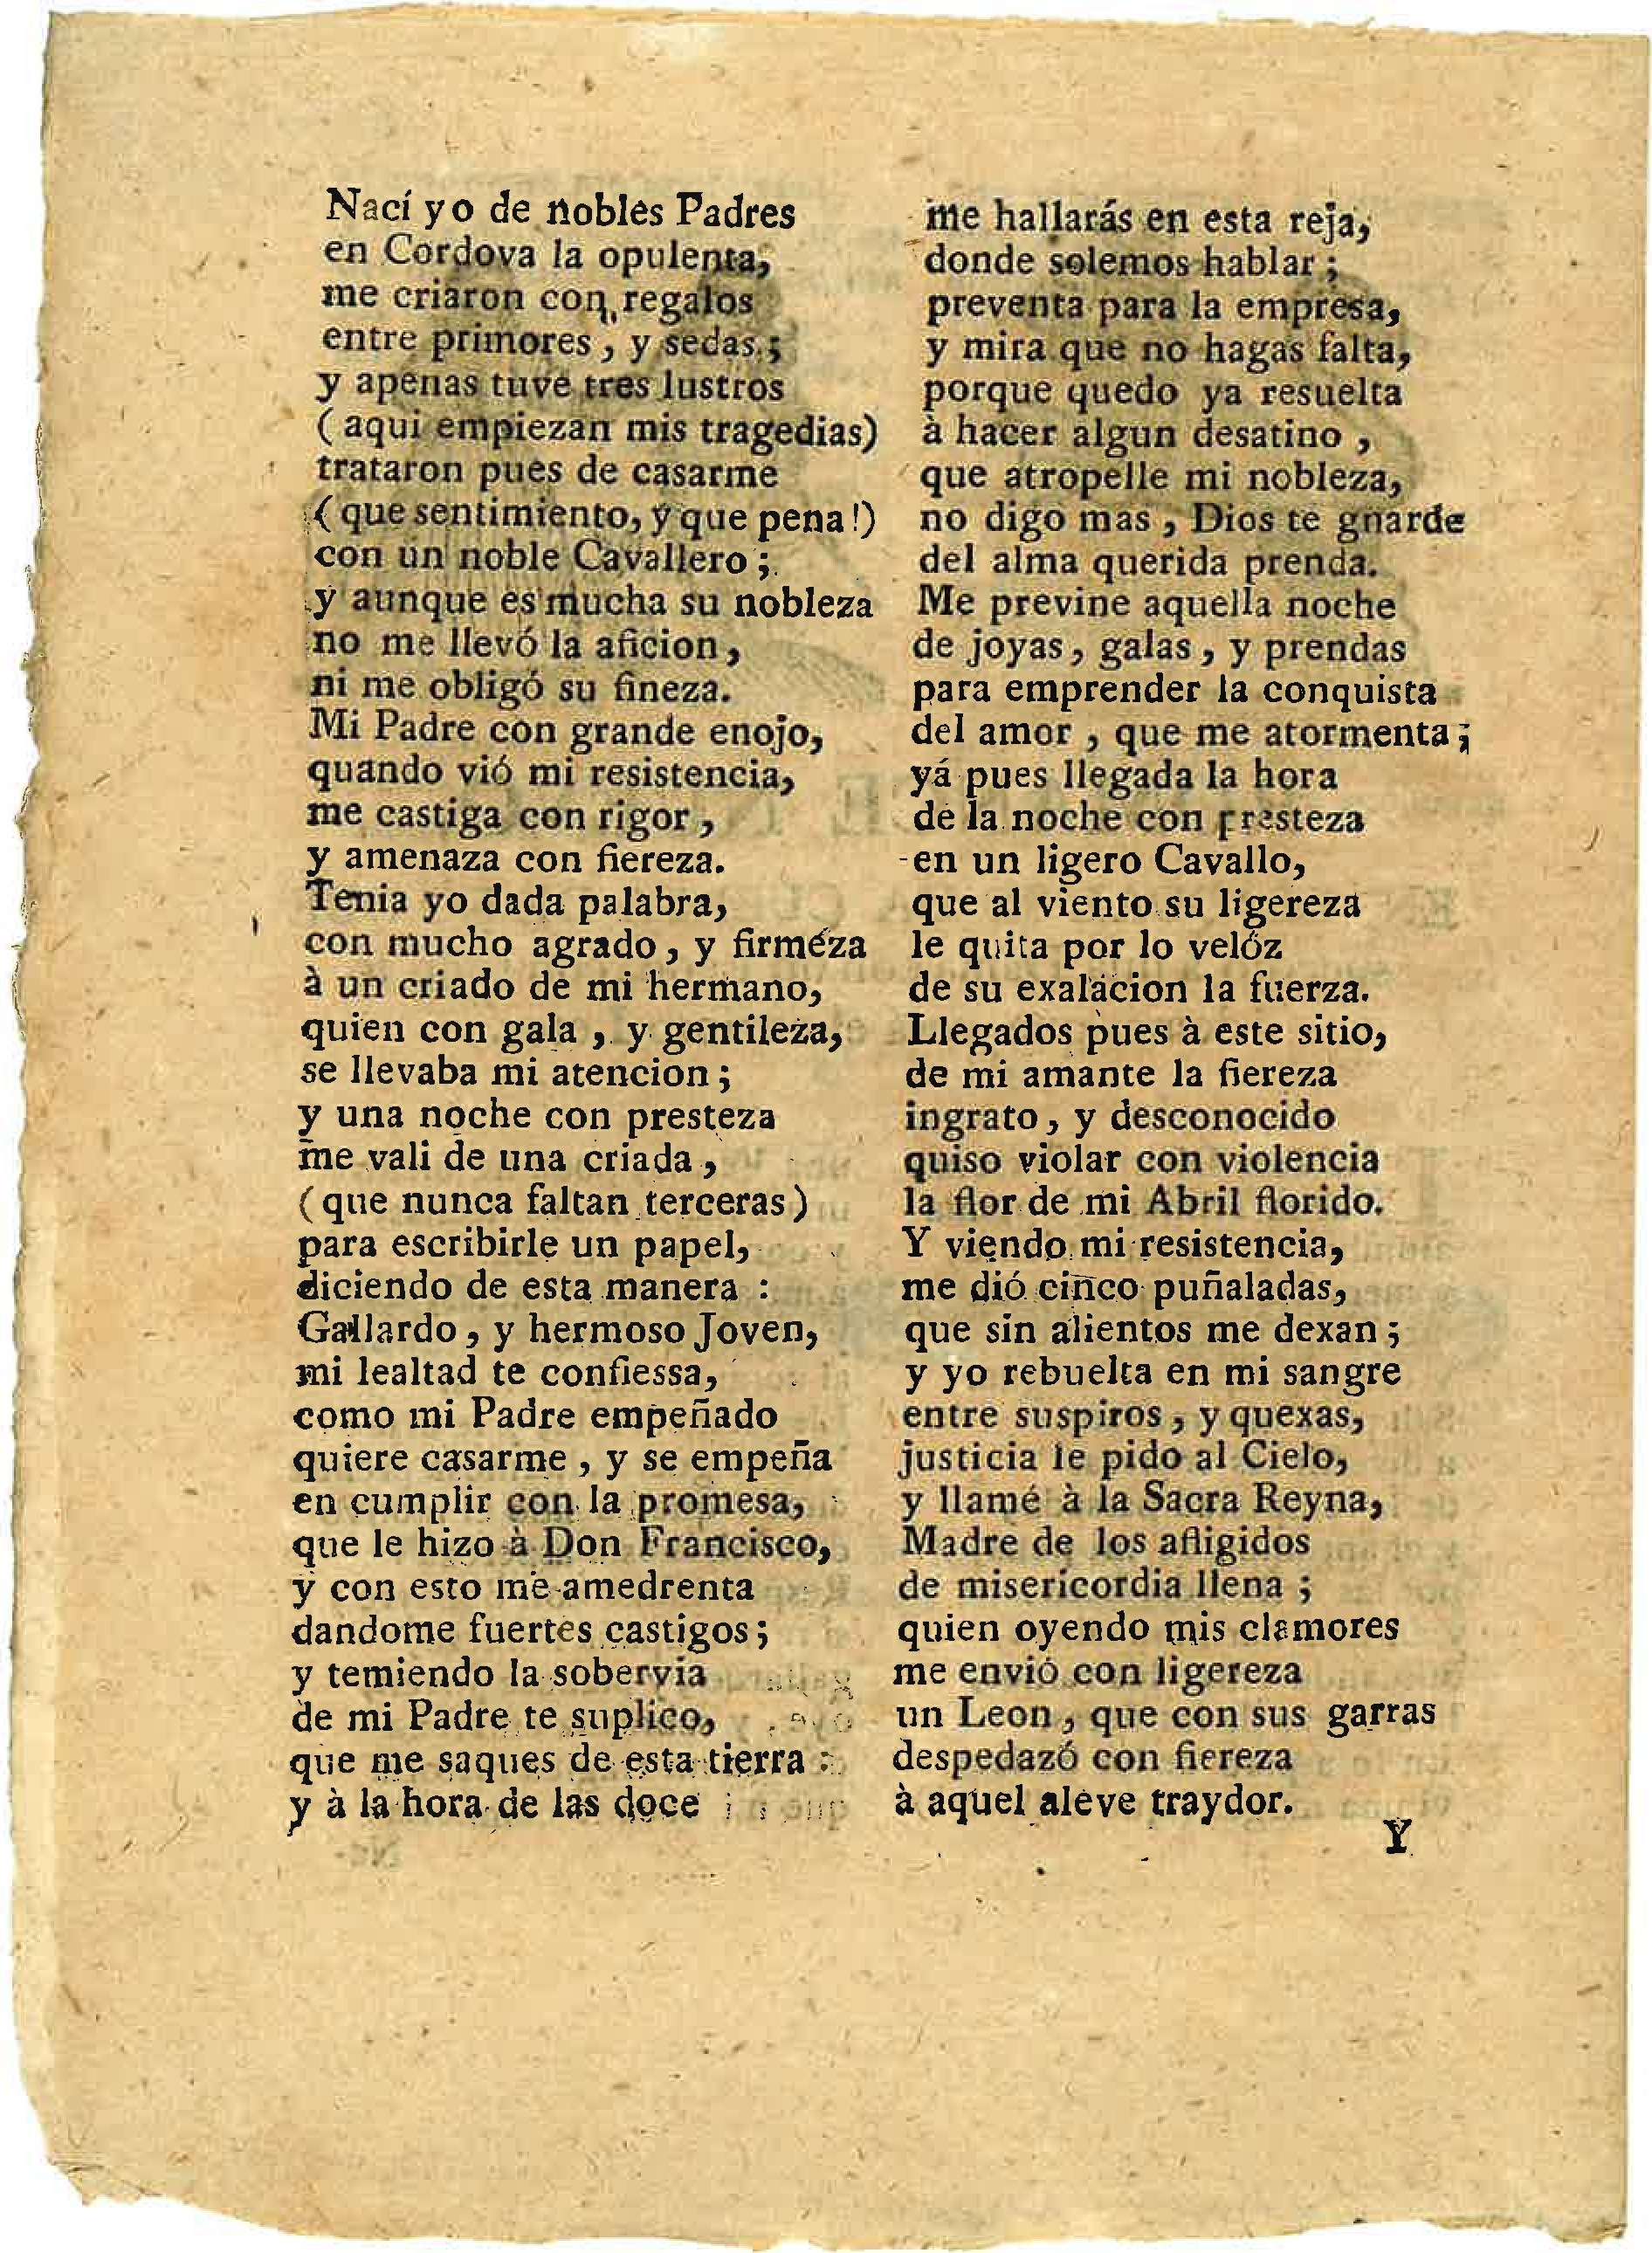 Nací yo de nobles Padres
en Cordova la opulenta,
me criaron con regalos
entre primores, y sedas;
y apenas tuve tres lustros
(aqui empiezan mis tragedias)
trataron pues de casarme
(que sentimiento, y que pena!)
con un noble Cavallero;
y aunque es mucha su nobleza
no me llevó la aficion,
ni me obligó su fineza.
Mi Padre con grande enojo,
quando vió mi resistencia,
me castiga con rigor,
y amenaza con fiereza.
Tenia yo dada palabra,
con mucho agrado, y firmeza
à un criado de mi hermano,
quien con gala, y gentileza,
se llevaba mi atencion;
y una noche con presteza
me vali de una criada,
(que nunca faltan terceras)
para escribirle un papel,
diciendo de esta manera:
Gallardo, y hermoso Joven,
mi lealtad te confiessa,
como mi Padre empeñado
quiere casarme, y se empeña
en cumplir con la promesa,
que le hizo à Don Francisco,
y con esto me amedrenta
dandome fuertes castigos;
y temiendo la sobervia
de mi Padre te suplico,
que me saques de esta tierra:
y à la hora de las doce
me hallarás en esta reja,
donde solemos hablar;
preventa para la empresa,
y mira que no hagas falta,
porque quedo ya resuelta
à hacer algun desatino,
que atropelle mi nobleza,
no digo mas, Dios te gnarde
del alma querida prenda.
Me previne aquella noche
de joyas, galas, y prendas
para emprender la conquista
del amor, que me atormenta;
yá pues llegada la hora
de la noche con presteza
en un ligero Cavallo,
que al viento su ligereza
le quita por lo velóz
de su exalacion la fuerza.
Llegados pues à este sitio,
de mi amante la fiereza
ingrato, y desconocido
quiso violar con violencia
la flor de mi Abril florido.
Y viendo mi resistencia,
me dió cinco puñaladas,
que sin alientos me dexan;
y yo rebuelta en mi sangre
entre suspiros, y quexas,
justicia le pido al Cielo,
y llamé à la Sacra Reyna,
Madre de los afligidos
de misericordia llena;
quien oyendo mis clamores
me envió con ligereza
un Leon, que con sus garras
despedazó con fiereza
à aquel aleve traydor.
Y